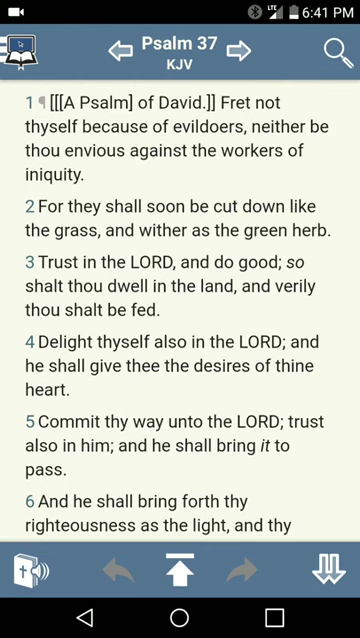 LTE 6:41 PM
Psalm 37
KJV
1 ¶ [[[A Psalm] of David.]] Fret not
thyself because of evildoers, neither be
thou envious against the workers of
iniquity.
2 For they shall soon be cut down like
the grass, and wither as the green herb.
3 Trust in the LORD, and do good; so
shalt thou dwell in the land, and verily
thou shalt be fed.
4 Delight thyself also in the LORD; and
he shall give thee the desires of thine
heart.
5 Commit thy way unto the LORD; trust
also in him; and he shall bring it to
pass.
6 And he shall bring forth thy
righteousness as the light, and thy